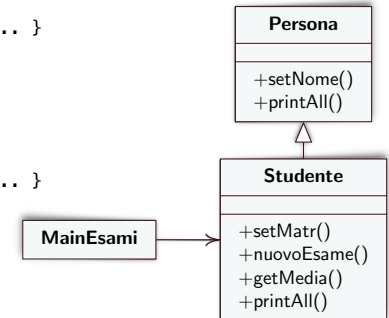 .. }
Persona
+setNome()
+printAll()
.. }
Studente
MainEsami
+setMatr()
+nuovoEsame()
+getMedia()
+printAll()